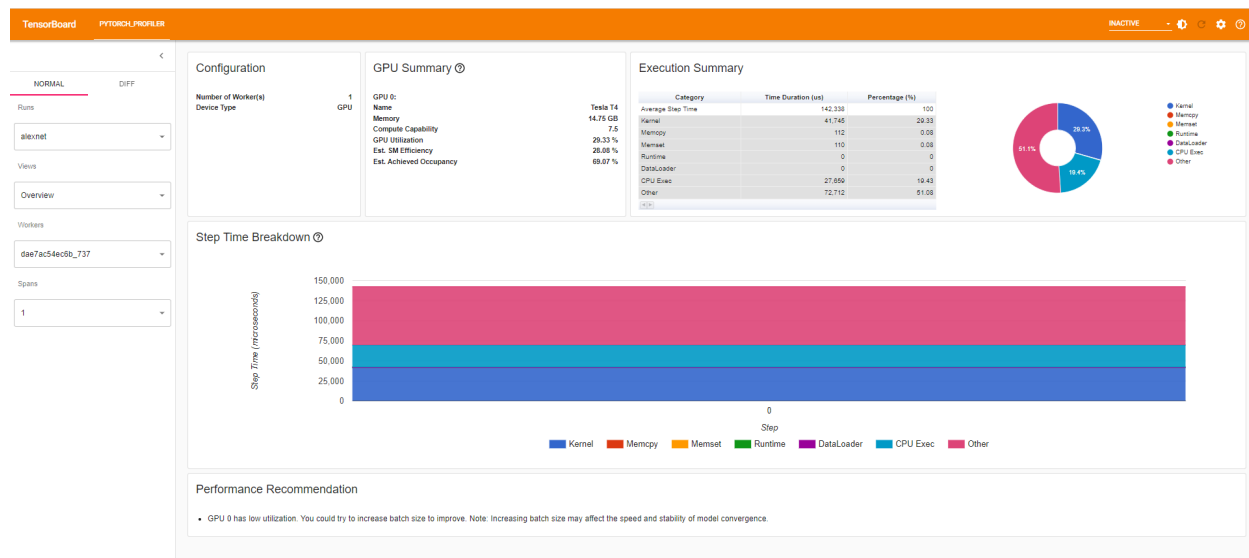 TensorBoard PYTORCH_PROFILER INACTIVE
NORMAL DIFF
Runs
alexnet
Views
Overview
Workers
dae7ac54ec6b_737
Spans
1
Configuration
Number of Worker(s) 1
Device Type GPU
GPU Summary
GPU 0:
Name Tesla T4
Memory 14.75 GB
Compute Capability 7.5
GPU Utilization 29.33 %
Est. SM Efficiency 28.08 %
Est. Achieved Occupancy 69.07 %
Execution Summary
Category Time Duration (us) Percentage (%)
Average Step Time 142,338 100
Kernel 41,745 29.33
Memcpy 112 0.08
Memset 110 0.08
Runtime 0 0
DataLoader 0 0
CPU Exec 27,659 19.43
Other 72,712 51.08
29.3%
51.1%
19.4%
Kernel
Memcpy
Memset
Runtime
DataLoader
CPU Exec
Other
Step Time Breakdown
Step Time (microseconds)
150,000
125,000
100,000
75,000
50,000
25,000
0
0
Step
Kernel Memcpy Memset Runtime DataLoader CPU Exec Other
Performance Recommendation
• GPU 0 has low utilization. You could try to increase batch size to improve. Note: Increasing batch size may affect the speed and stability of model convergence.